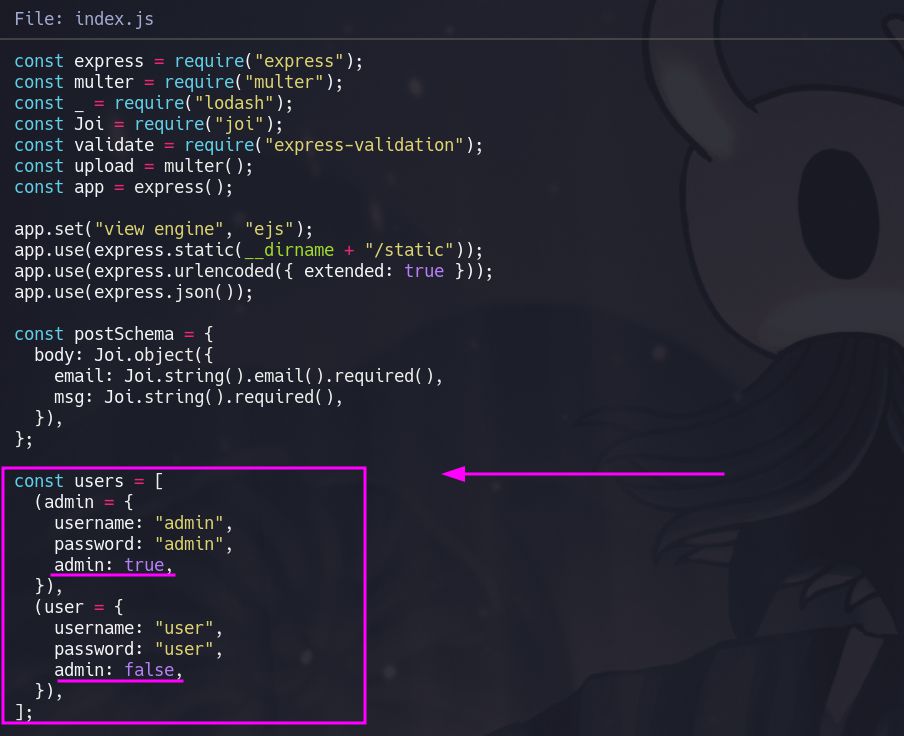 File: index.js
const express = require("express");
const multer = require("multer");
const _ = require("lodash");
const Joi = require("joi");
const validate = require("express-validation");
const upload = multer();
const app = express();
app.set("view engine", "ejs");
app.use(express.static(__dirname + "/static"));
app.use(express.urlencoded({ extended: true }));
app.use(express.json());
const postSchema = {
  body: Joi.object({
    email: Joi.string().email().required(),
    msg: Joi.string().required(),
  }),
};
const users = [
  (admin = {
    username: "admin",
    password: "admin",
    admin: true,
  }),
  (user = {
    username: "user",
    password: "user",
    admin: false,
  }),
];